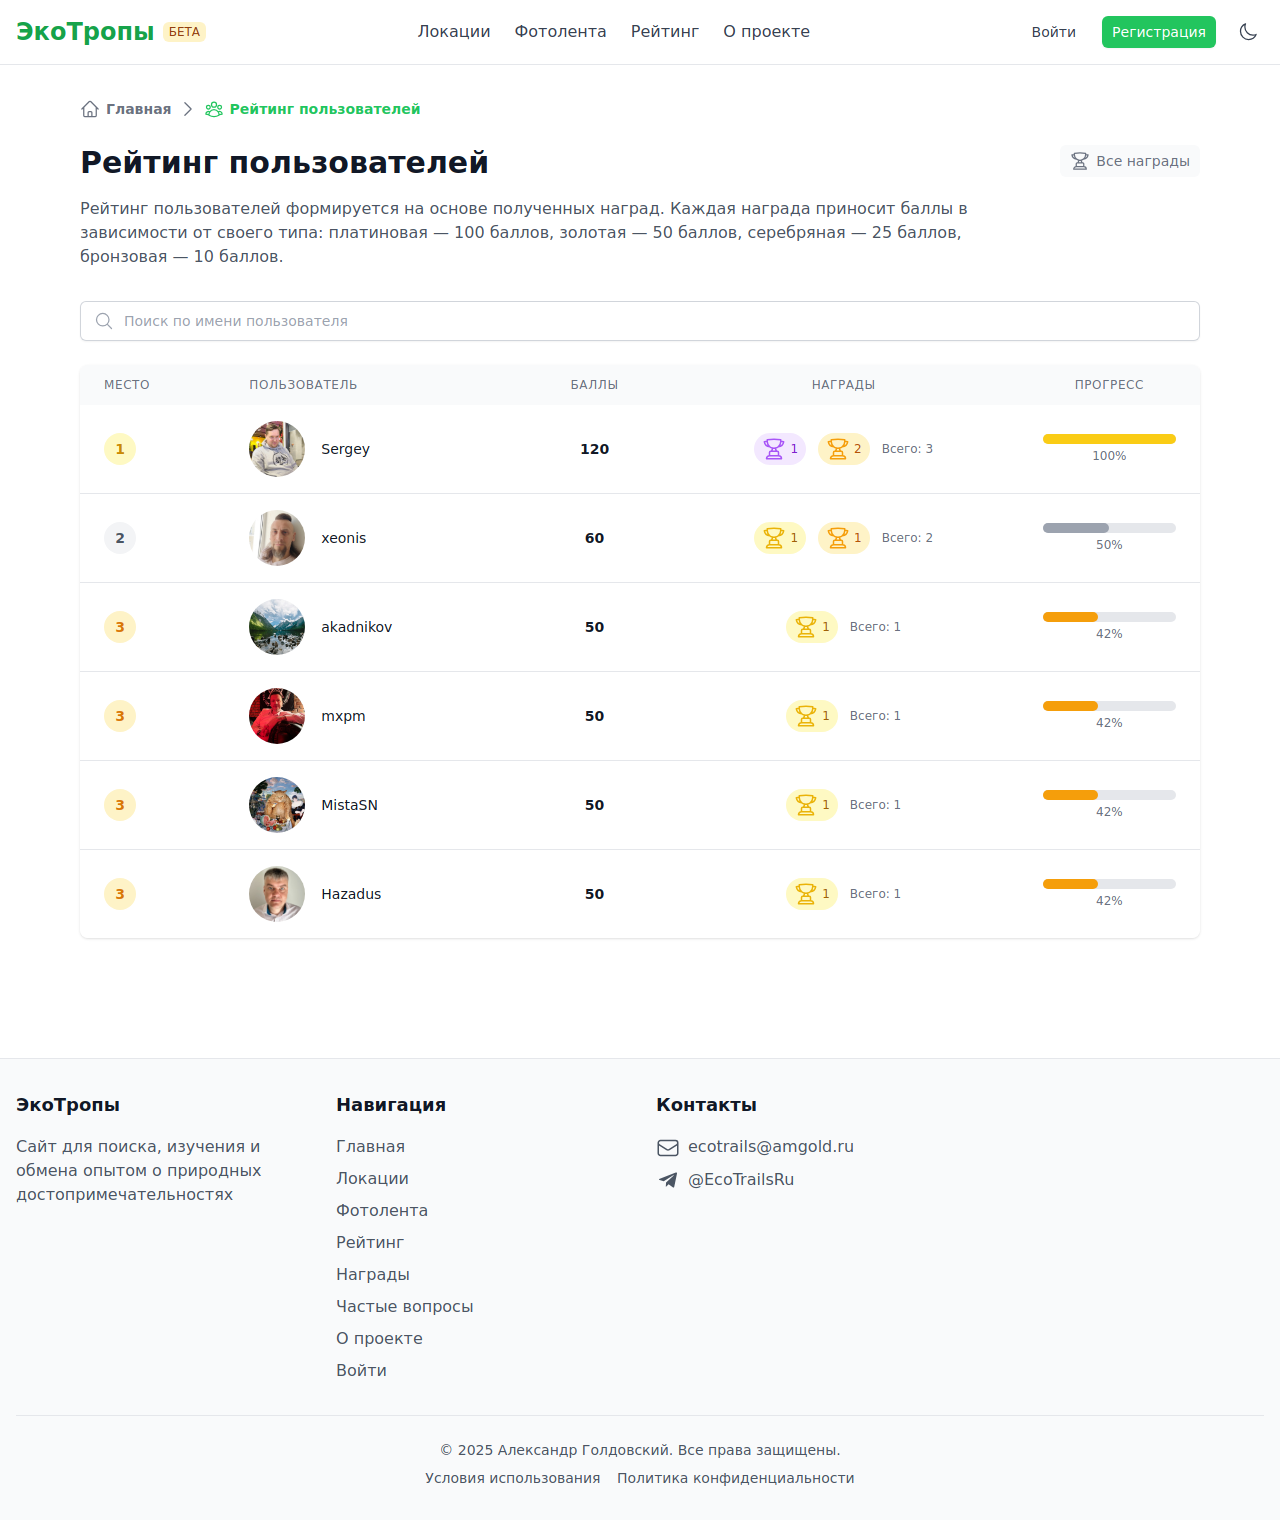 ЭкоТропы БЕТА Локации Фотолента Рейтинг О проекте Войти Регистрация
Главная Рейтинг пользователей
Рейтинг пользователей Все награды
Рейтинг пользователей формируется на основе полученных наград. Каждая награда приносит баллы в
зависимости от своего типа: платиновая — 100 баллов, золотая — 50 баллов, серебряная — 25 баллов,
бронзовая — 10 баллов.
Поиск по имени пользователя
МЕСТО ПОЛЬЗОВАТЕЛЬ БАЛЛЫ НАГРАДЫ ПРОГРЕСС
1 Sergey 120 1 2 Всего: 3 100%
2 xeonis 60 1 1 Всего: 2 50%
3 akadnikov 50 1 Всего: 1 42%
3 mxpm 50 1 Всего: 1 42%
3 MistaSN 50 1 Всего: 1 42%
3 Hazadus 50 1 Всего: 1 42%
ЭкоТропы
Сайт для поиска, изучения и
обмена опытом о природных
достопримечательностях
Навигация
Главная
Локации
Фотолента
Рейтинг
Награды
Частые вопросы
О проекте
Войти
Контакты
ecotrails@amgold.ru
@EcoTrailsRu
© 2025 Александр Голдовский. Все права защищены.
Условия использования Политика конфиденциальности